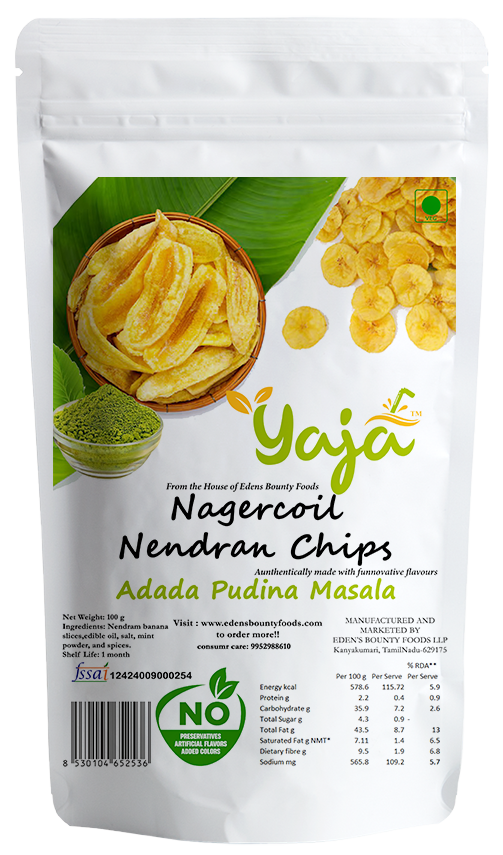 VEG
Yaja™
From the House of Edens Bounty Foods
Nagercoil
Nendran Chips
Aunthentically made with funnovative flavours
Adada Pudina Masala
Net Weight: 100 g
Ingredients: Nendram banana
slices,edible oil, salt, mint
powder, and spices.
Shelf Life: 1 month
Visit : www.edensbountyfoods.com
to order more!!
consumr care: 9952988610
MANUFACTURED AND
MARKETED BY
EDEN'S BOUNTY FOODS LLP
Kanyakumari, TamilNadu-629175
fssai 12424009000254
NO
PRESERVATIVES
ARTIFICIAL FLAVORS
ADDED COLORS
8 530104 652536
% RDA**
Per 100 g Per Serve Per Serve
Energy kcal 578.6 115.72 5.9
Protein g 2.2 0.4 0.9
Carbohydrate g 35.9 7.2 2.6
Total Sugar g 4.3 0.9 -
Total Fat g 43.5 8.7 13
Saturated Fat g NMT* 7.11 1.4 6.5
Dietary fibre g 9.5 1.9 6.8
Sodium mg 565.8 109.2 5.7